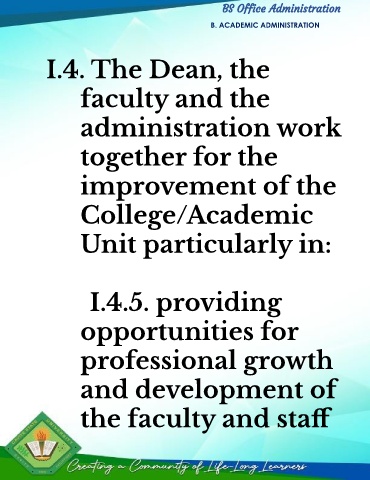 BS Office Administration
B. ACADEMIC ADMINISTRATION
I.4. The Dean, the
faculty and the
administration work
together for the
improvement of the
College/Academic
Unit particularly in:
I.4.5. providing
opportunities for
professional growth
and development of
the faculty and staff
Creating a Community of Life-Long Learners